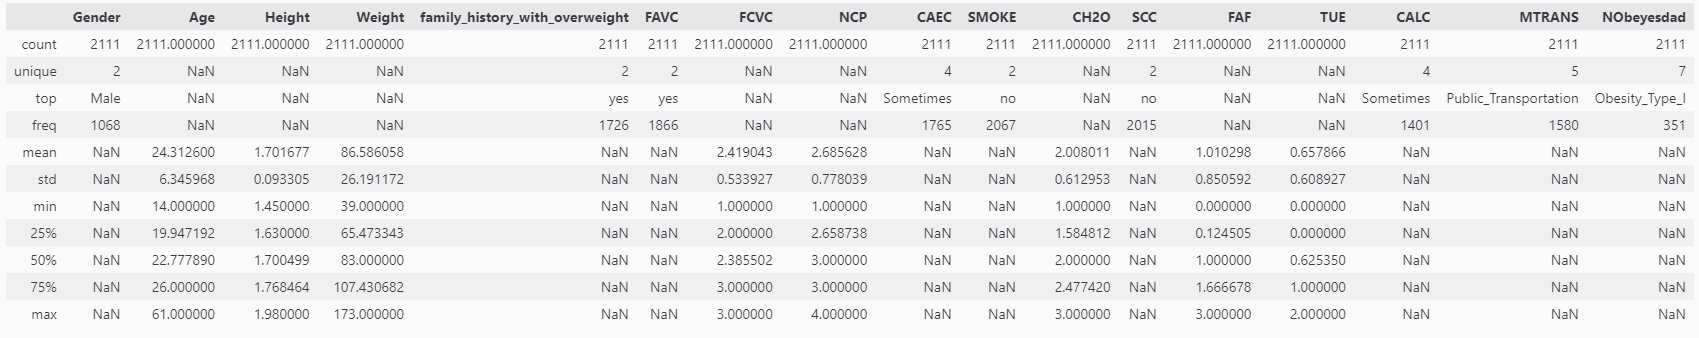 Gender Age Height Weight family_history_with_overweight FAVC FCVC NCP CAEC SMOKE CH2O SCC FAF TUE CALC MTRANS NObeyesdad
count 2111 2111.000000 2111.000000 2111.000000 2111 2111 2111.000000 2111.000000 2111 2111 2111.000000 2111 2111.000000 2111.000000 2111 2111 2111
unique 2 NaN NaN NaN 2 2 NaN NaN 4 2 NaN 2 NaN NaN 4 5 7
top Male NaN NaN NaN yes yes NaN NaN Sometimes no NaN no NaN NaN Sometimes Public_Transportation Obesity_Type_I
freq 1068 NaN NaN NaN 1726 1866 NaN NaN 1765 2067 NaN 2015 NaN NaN 1401 1580 351
mean NaN 24.312600 1.701677 86.586058 NaN NaN 2.419043 2.685628 NaN NaN 2.008011 NaN 1.010298 0.657866 NaN NaN NaN
std NaN 6.345968 0.093305 26.191172 NaN NaN 0.533927 0.778039 NaN NaN 0.612953 NaN 0.850592 0.608927 NaN NaN NaN
min NaN 14.000000 1.450000 39.000000 NaN NaN 1.000000 1.000000 NaN NaN 1.000000 NaN 0.000000 0.000000 NaN NaN NaN
25% NaN 19.947192 1.630000 65.473343 NaN NaN 2.000000 2.658738 NaN NaN 1.584812 NaN 0.124505 0.000000 NaN NaN NaN
50% NaN 22.777890 1.700499 83.000000 NaN NaN 2.385502 3.000000 NaN NaN 2.000000 NaN 1.000000 0.625350 NaN NaN NaN
75% NaN 26.000000 1.768464 107.430682 NaN NaN 3.000000 3.000000 NaN NaN 2.477420 NaN 1.666678 1.000000 NaN NaN NaN
max NaN 61.000000 1.980000 173.000000 NaN NaN 3.000000 4.000000 NaN NaN 3.000000 NaN 3.000000 2.000000 NaN NaN NaN